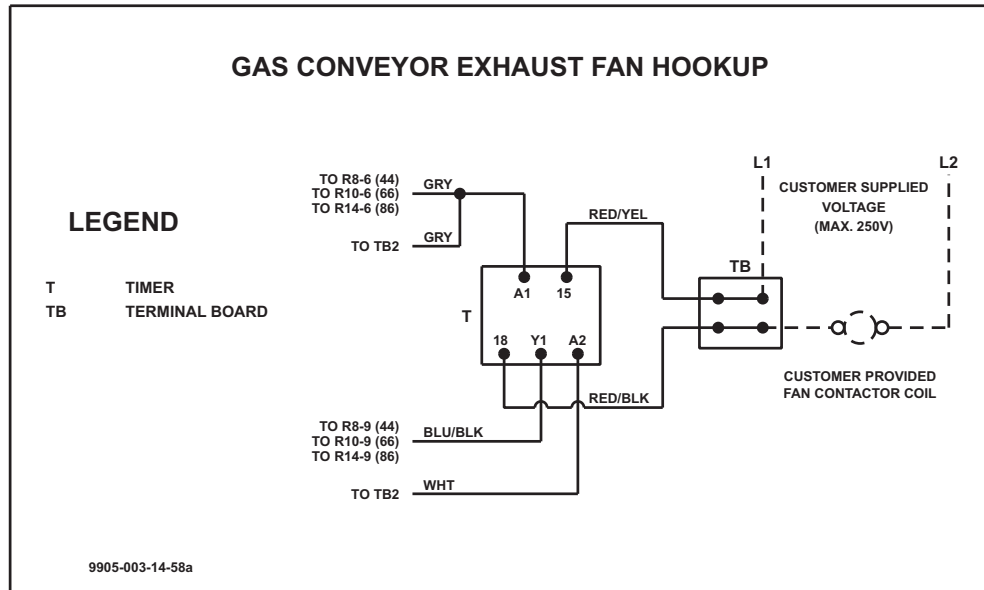 GAS CONVEYOR EXHAUST FAN HOOKUP
LEGEND
T TIMER
TB TERMINAL BOARD
TO R8-6 (44)
TO R10-6 (66)
TO R14-6 (86)
GRY
TO TB2
GRY
RED/YEL
L1
L2
CUSTOMER SUPPLIED
VOLTAGE
(MAX. 250V)
TB
A1 15
T
18 Y1 A2
RED/BLK
CUSTOMER PROVIDED
FAN CONTACTOR COIL
TO R8-9 (44)
TO R10-9 (66)
TO R14-9 (86)
BLU/BLK
TO TB2
WHT
9905-003-14-58a